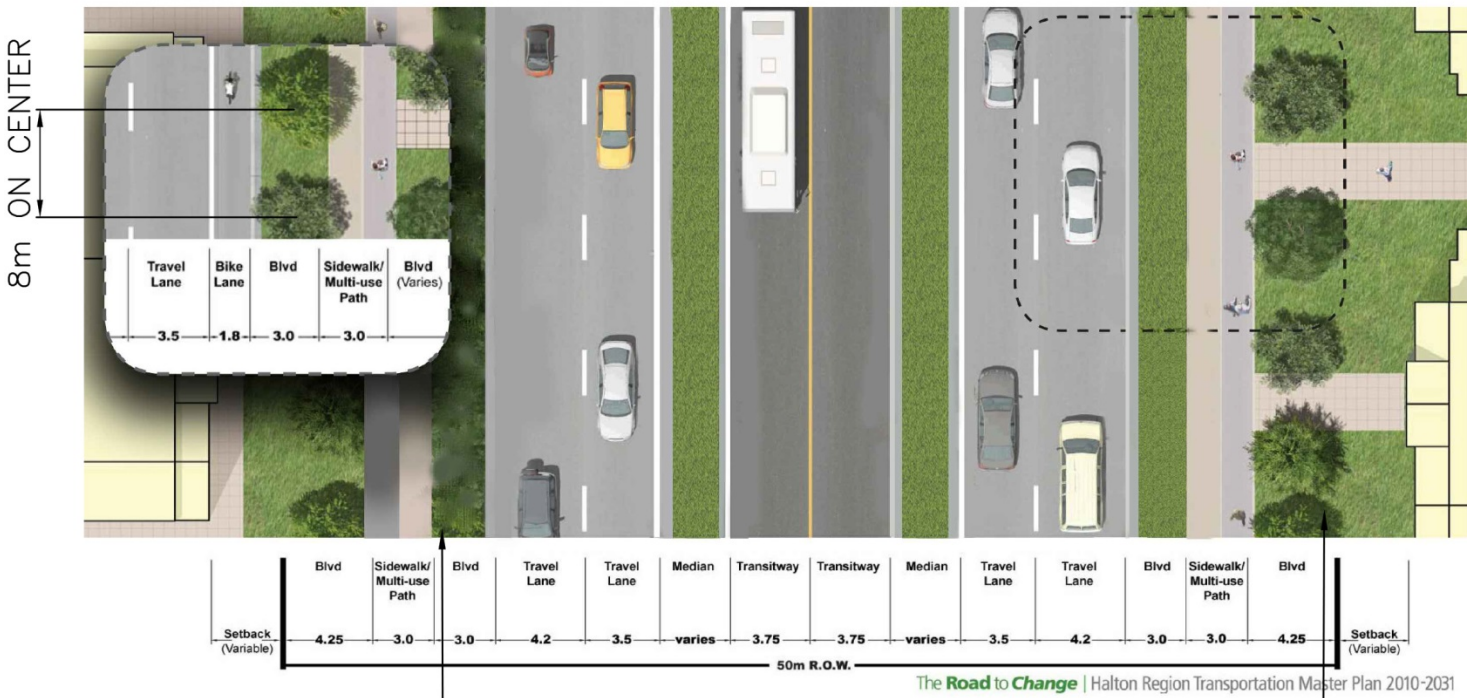 8m ON CENTER
Travel Lane
Bike Lane
Blvd
Sidewalk/ Multi-use Path
Blvd (Varies)
3.5 1.8 3.0 3.0
Blvd
Sidewalk/ Multi-use Path
Blvd
Travel Lane
Travel Lane
Median
Transitway
Transitway
Median
Travel Lane
Travel Lane
Blvd
Sidewalk/ Multi-use Path
Blvd
Setback (Variable)
4.25 3.0 3.0 4.2 3.5 varies 3.75 3.75 varies 3.5 4.2 3.0 3.0 4.25
Setback (Variable)
50m R.O.W.
The Road to Change | Halton Region Transportation Master Plan 2010-2031